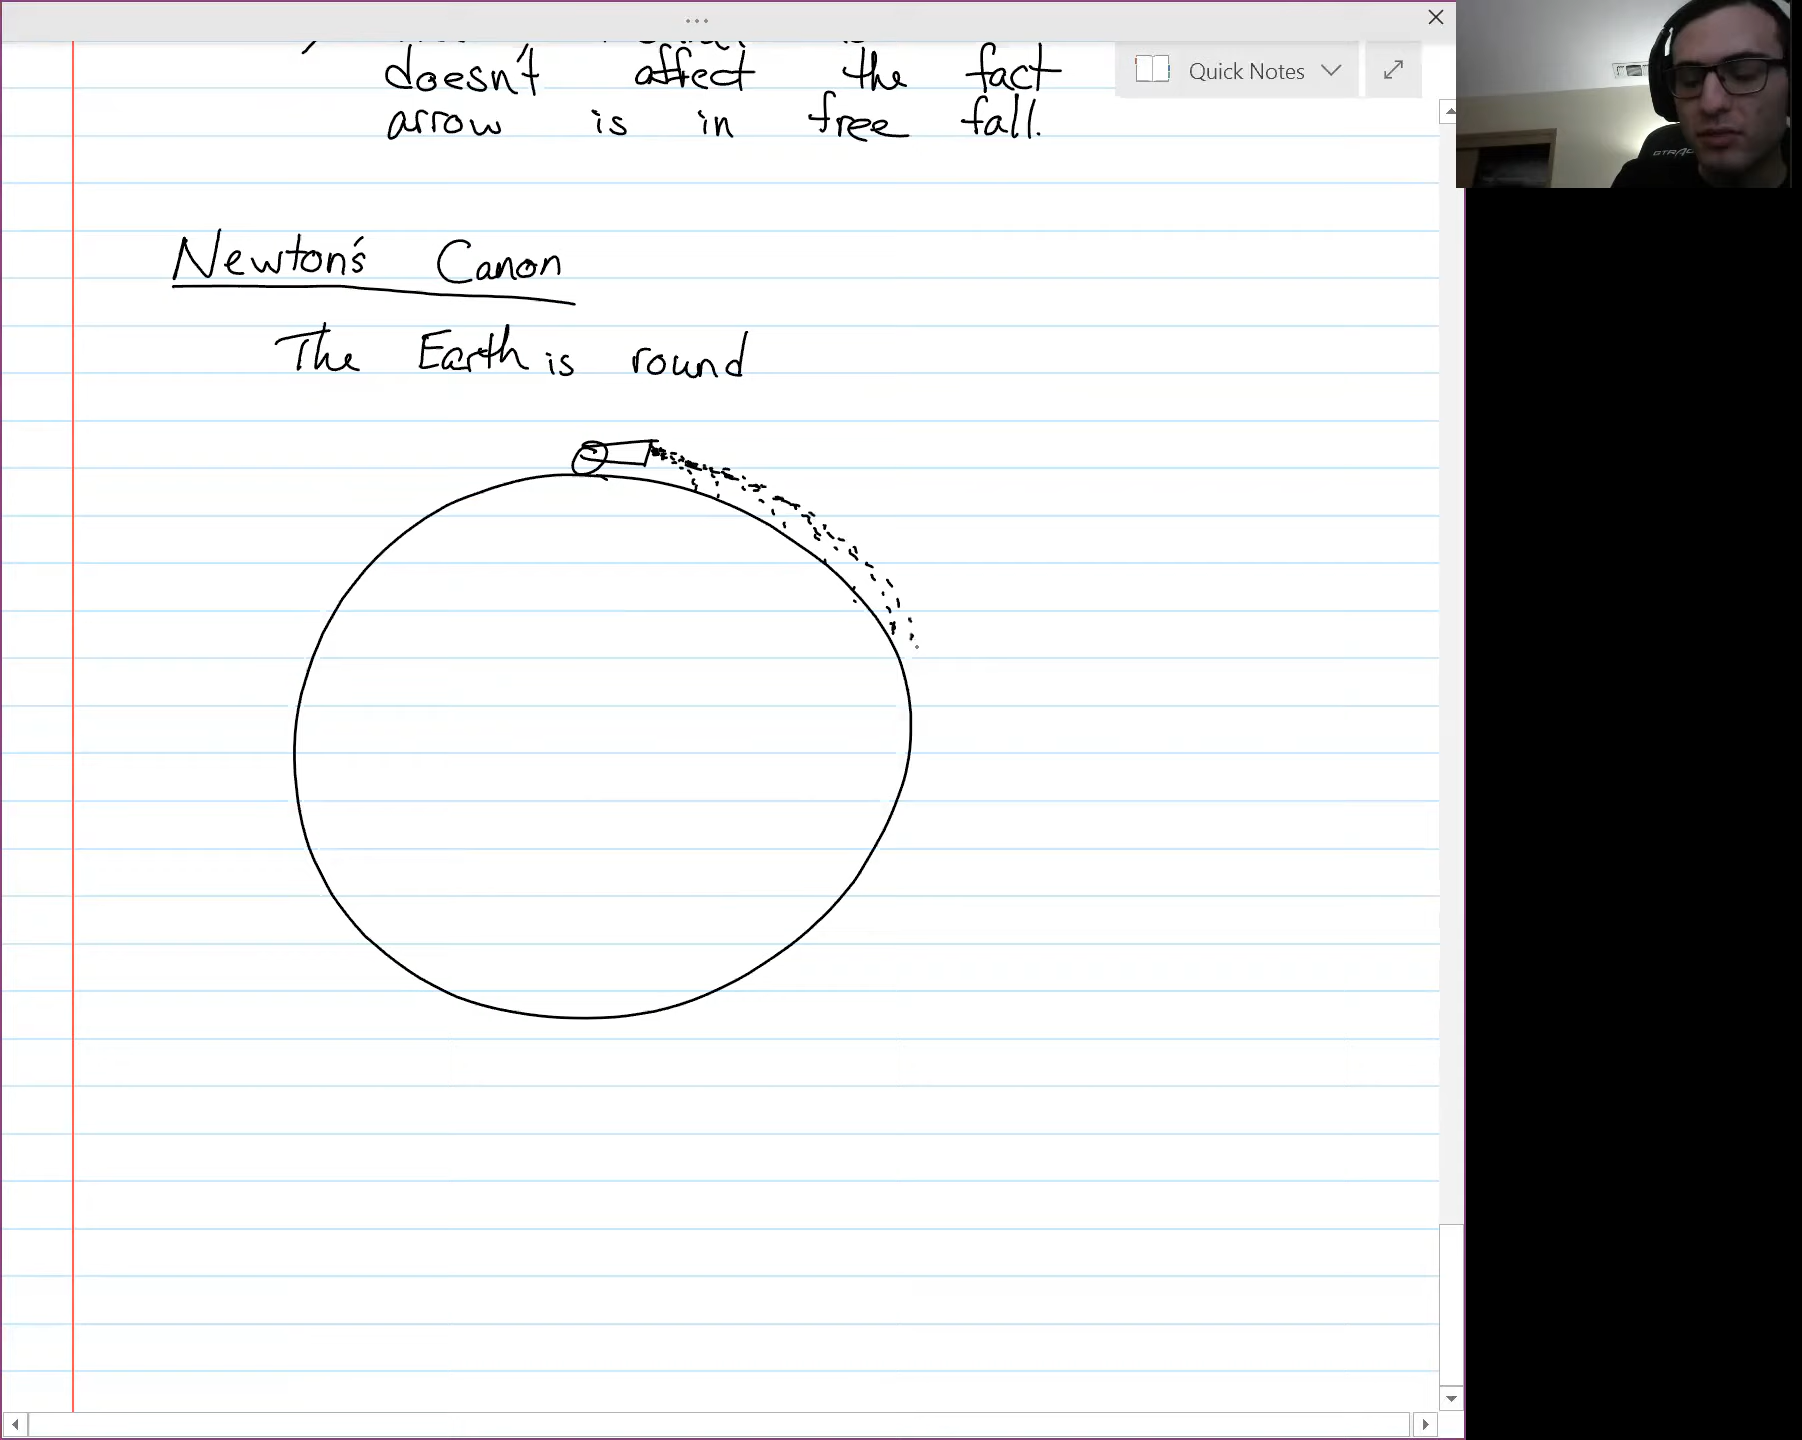 doesn't affect the fact
Quick Notes
arrow is in free fall.
Newton's Canon
The Earth is round